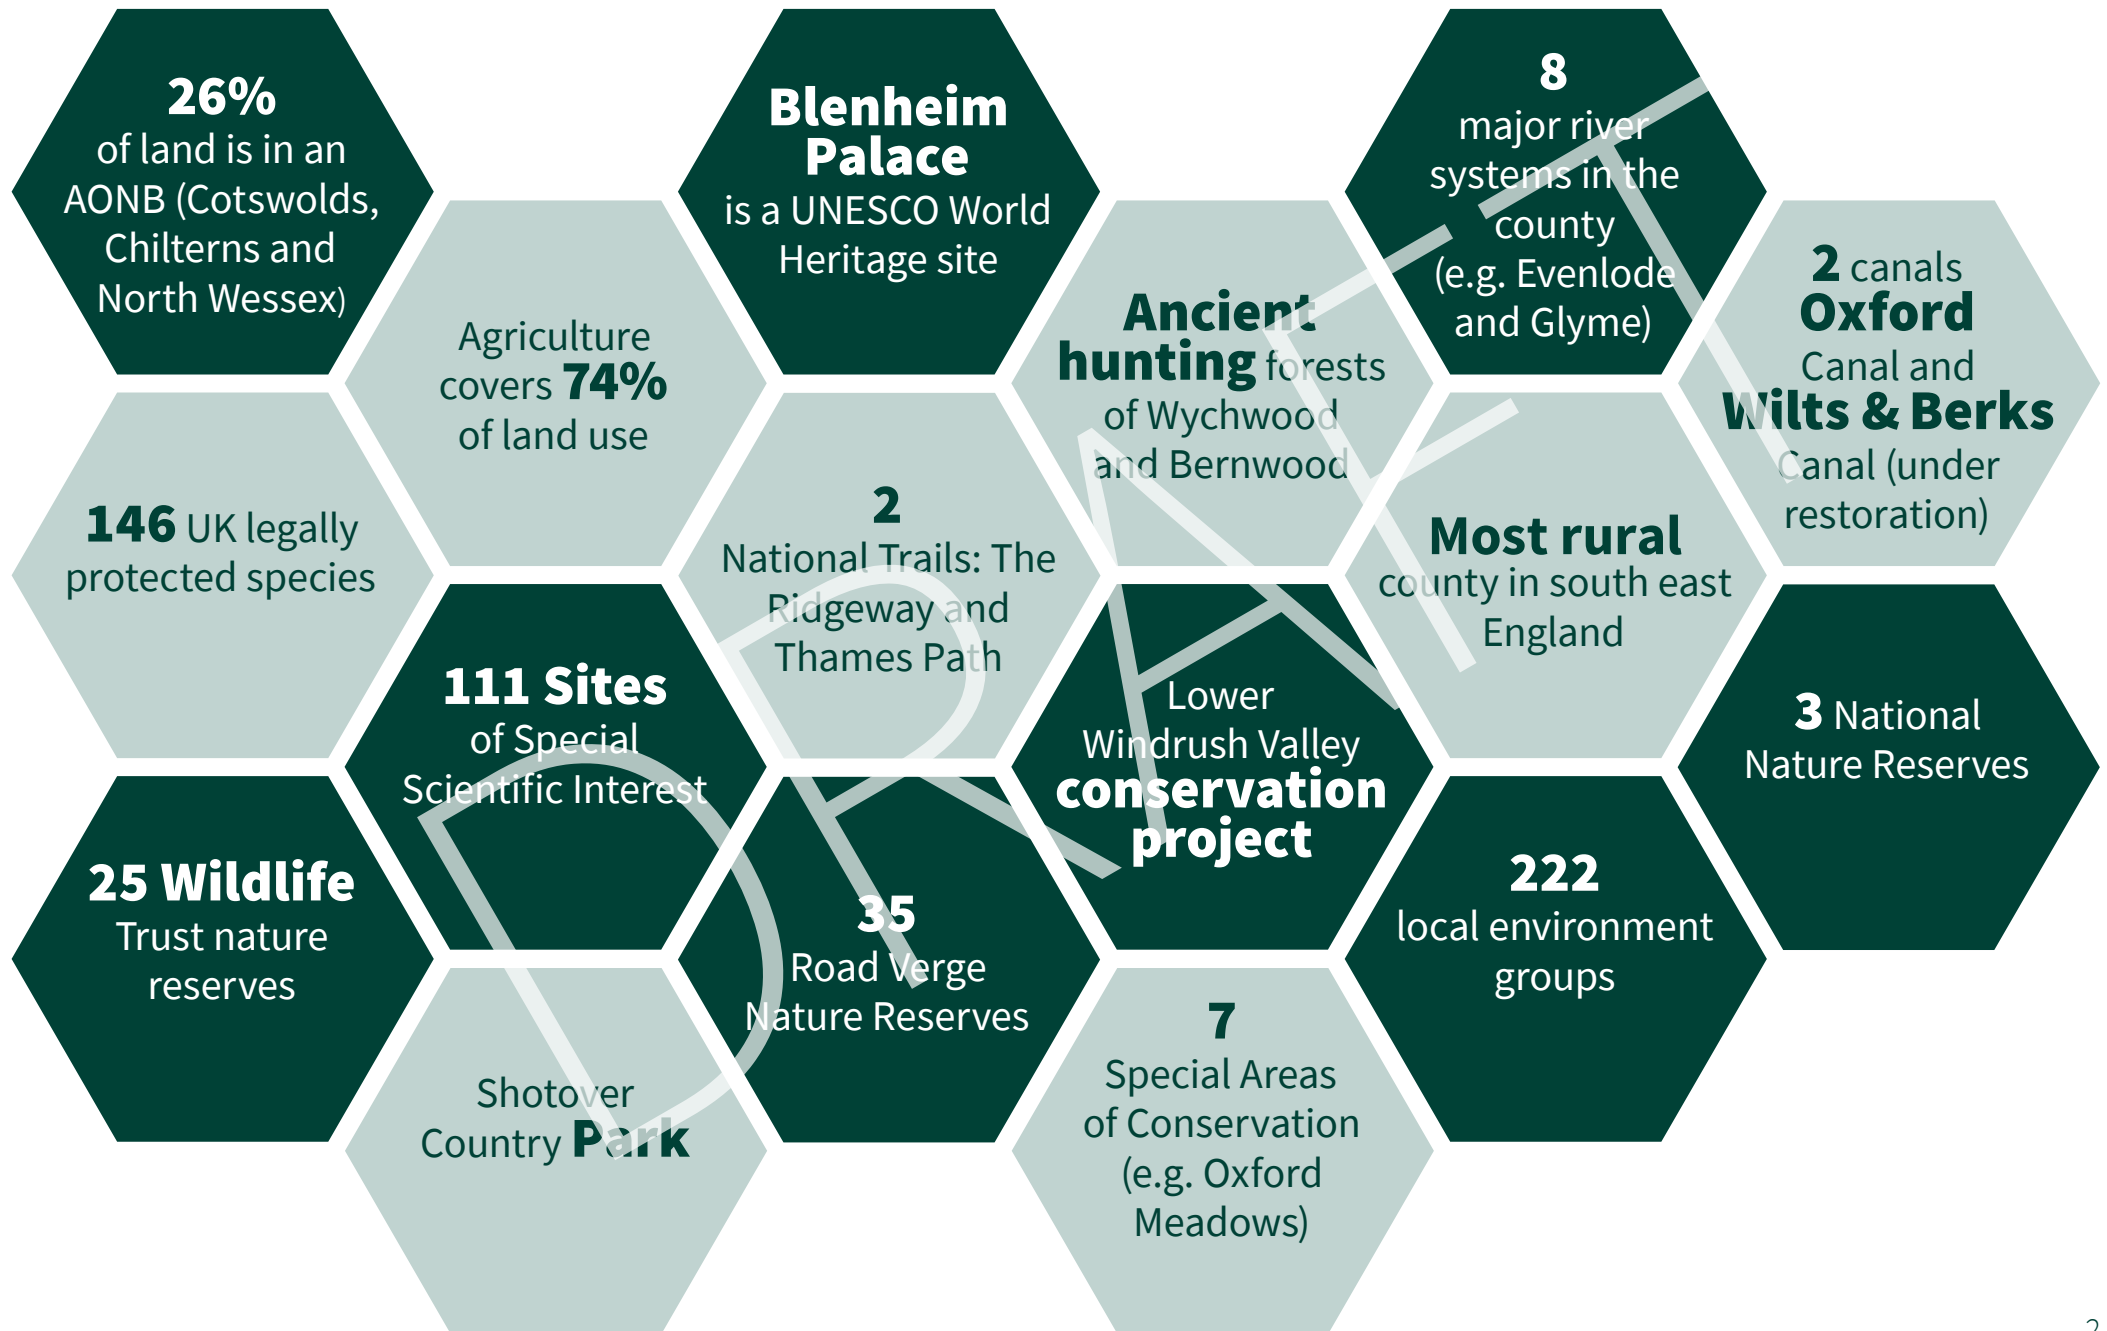 26%
of land is in an
AONB (Cotswolds,
Chilterns and
North Wessex)
Agriculture
covers 74%
of land use
Blenheim
Palace
is a UNESCO World
Heritage site
Ancient
hunting forests
of Wychwood
and Bernwood
8
major river
systems in the
county
(e.g. Evenlode
and Glyme)
2 canals
Oxford
Canal and
Wilts & Berks
Canal (under
restoration)
146 UK legally
protected species
111 Sites
of Special
Scientific Interest
2
National Trails: The
Ridgeway and
Thames Path
Lower
Windrush Valley
conservation
project
Most rural
county in south east
England
3 National
Nature Reserves
25 Wildlife
Trust nature
reserves
Shotover
Country Park
35
Road Verge
Nature Reserves
7
Special Areas
of Conservation
(e.g. Oxford
Meadows)
222
local environment
groups
DRAFT
2